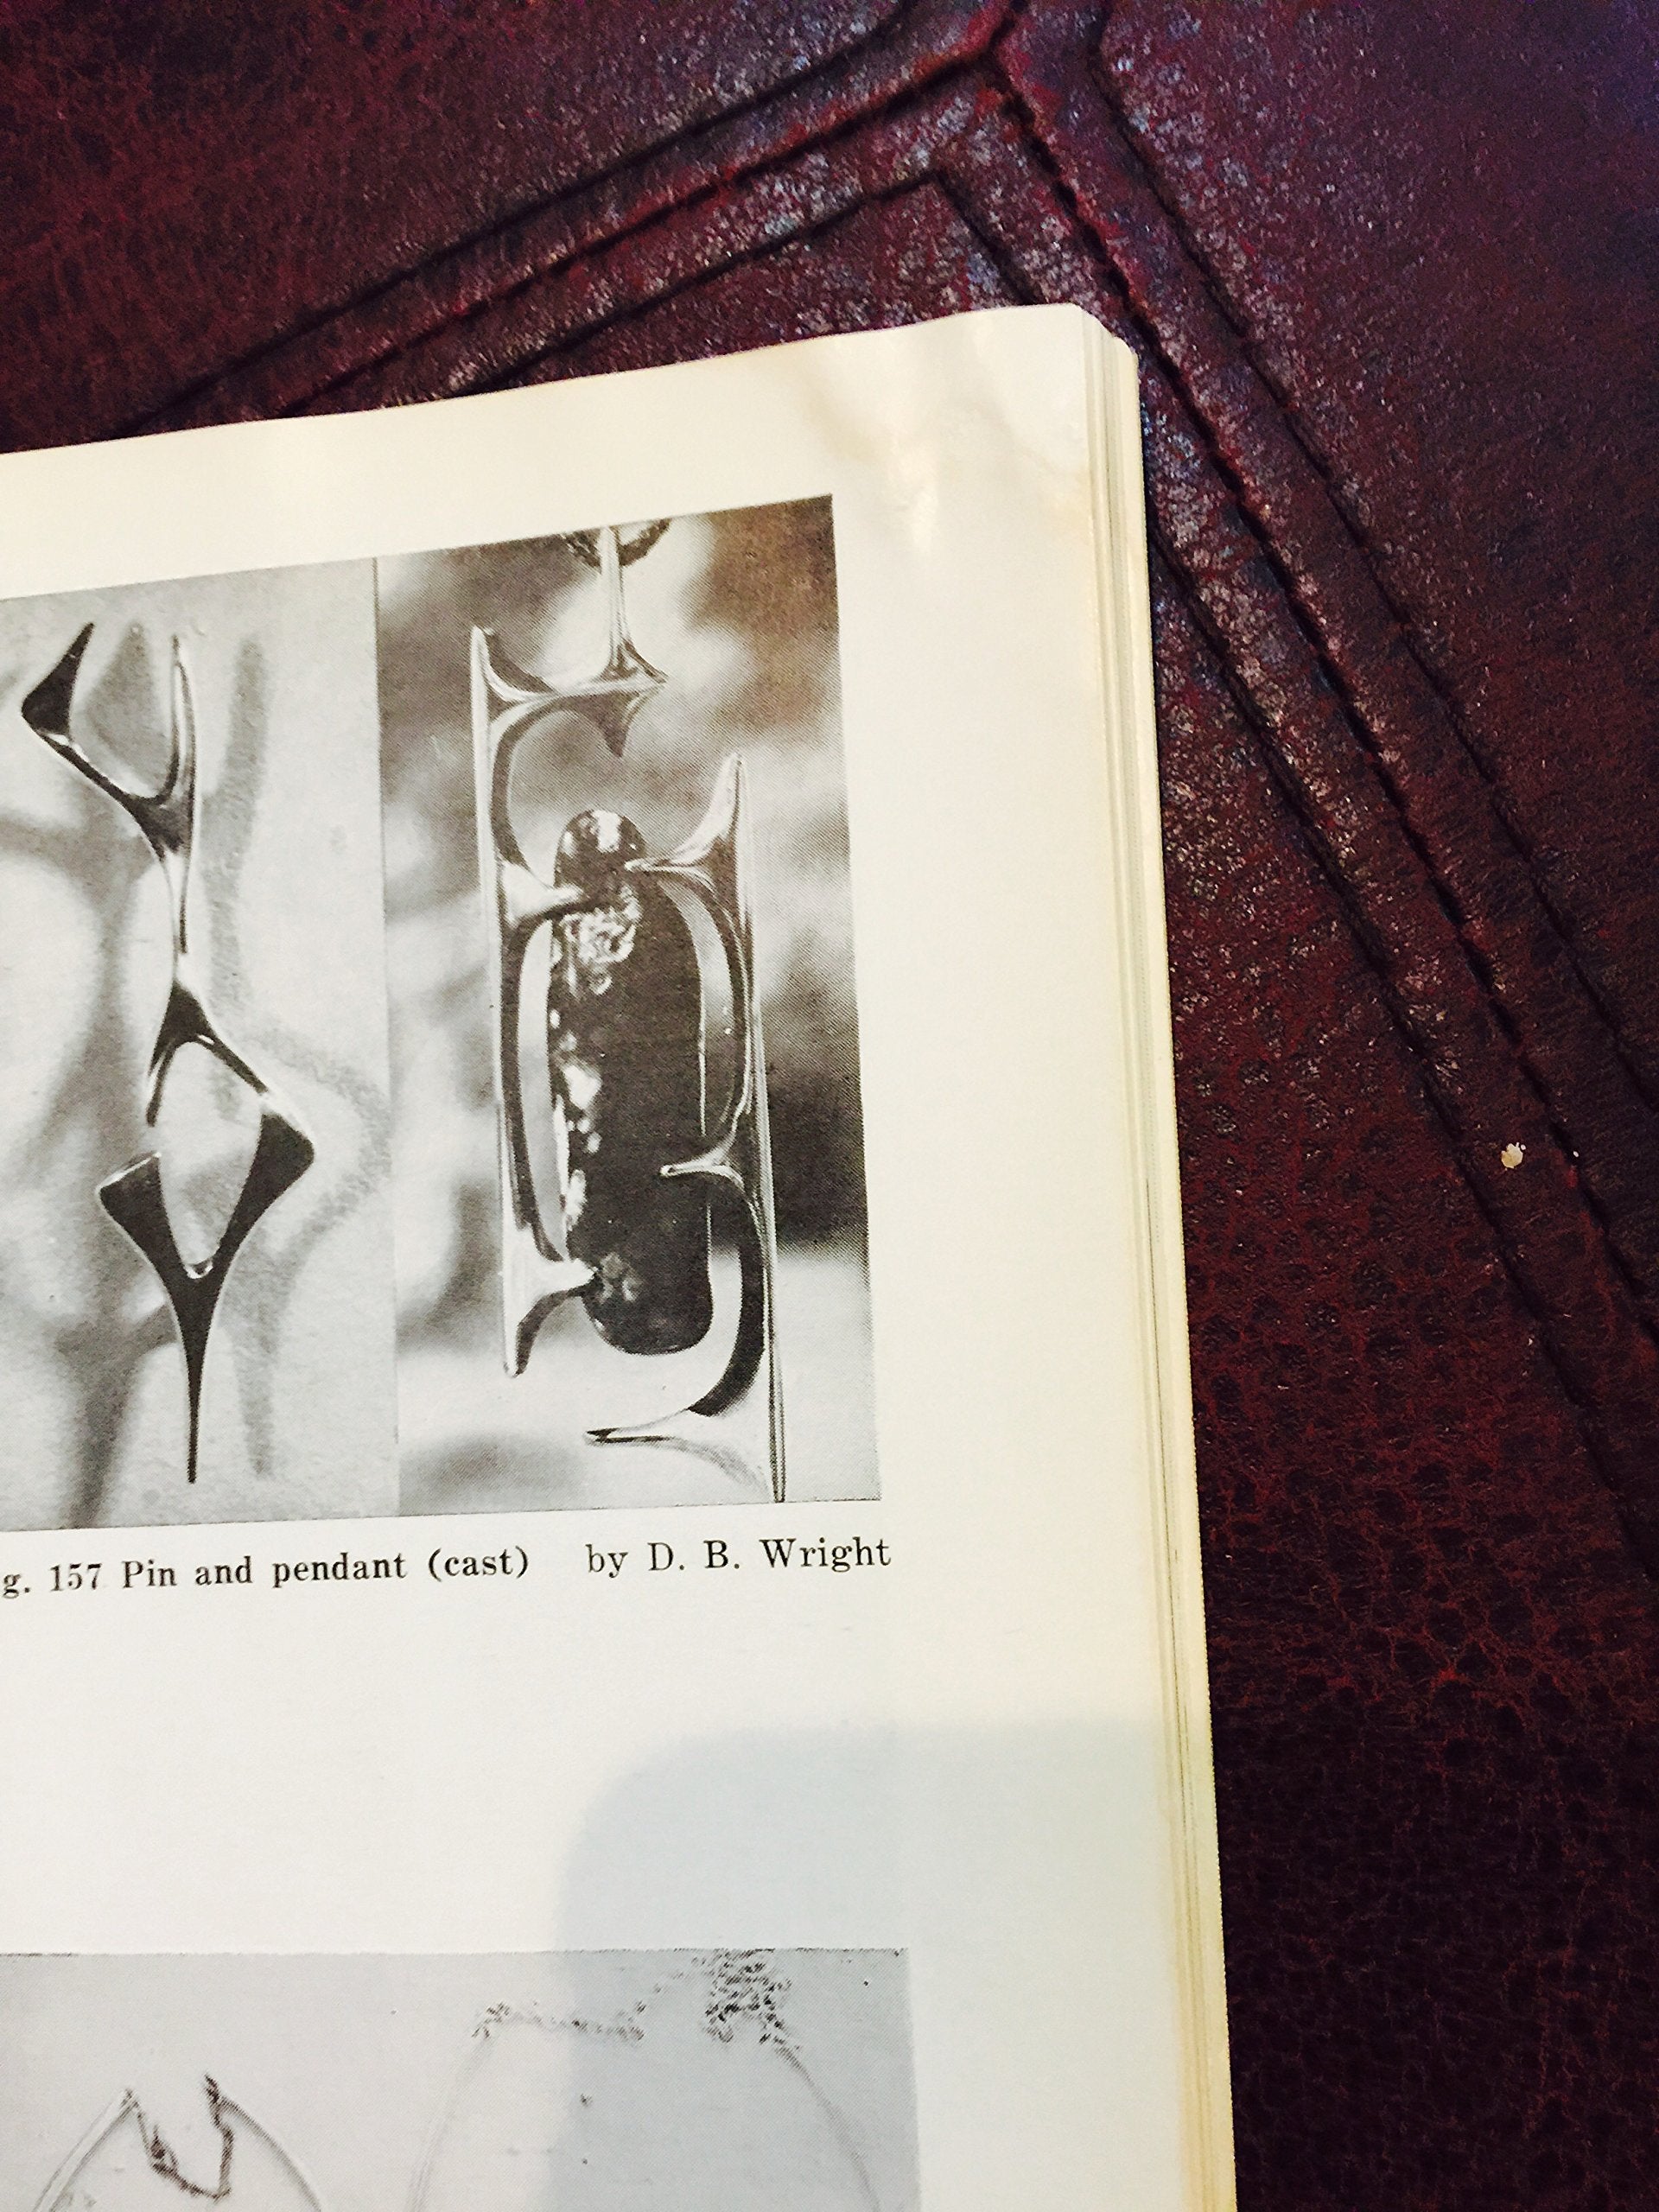 g. 157 Pin and pendant (cast) by D. B. Wright